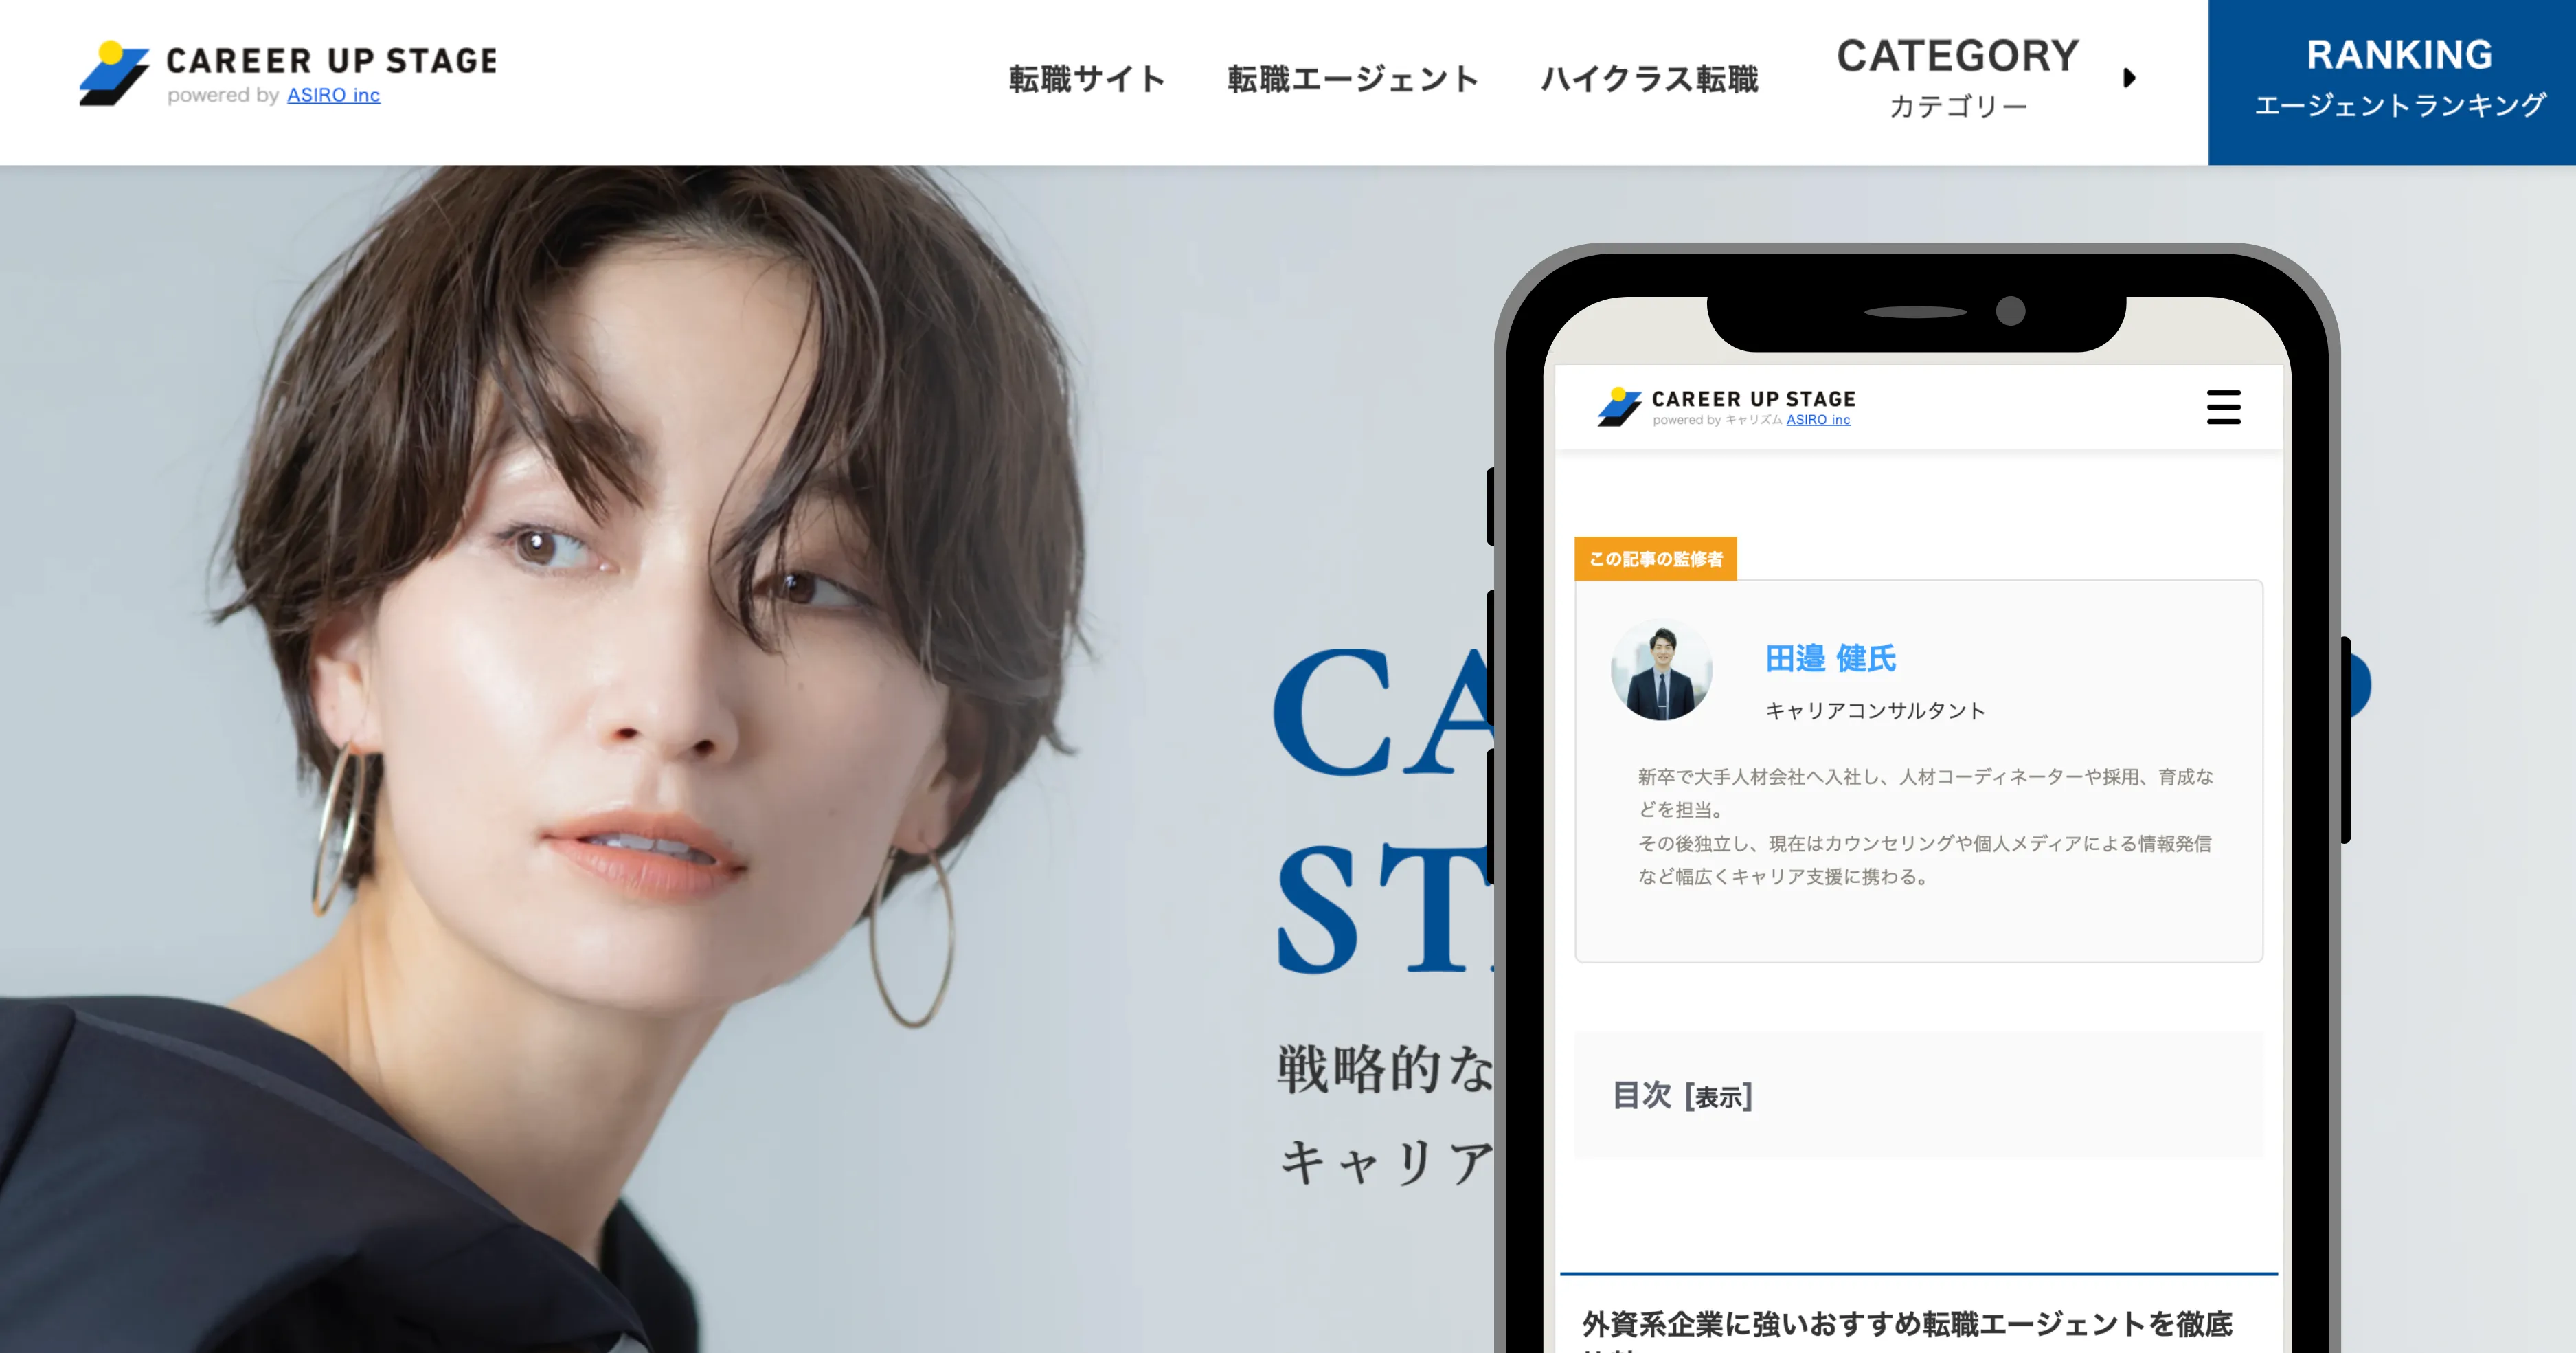 CAREER UP STAGE
powered by ASIRO inc
転職サイト
転職エージェント
ハイクラス転職
CATEGORY
カテゴリー
RANKING
エージェントランキング
CA
ST
戦略的な
キャリア
CAREER UP STAGE
powered by キャリズム ASIRO inc
この記事の監修者
田邉 健氏
キャリアコンサルタント
新卒で大手人材会社へ入社し、人材コーディネーターや採用、育成な
どを担当。
その後独立し、現在はカウンセリングや個人メディアによる情報発信
など幅広くキャリア支援に携わる。
目次 [表示]
外資系企業に強いおすすめ転職エージェントを徹底